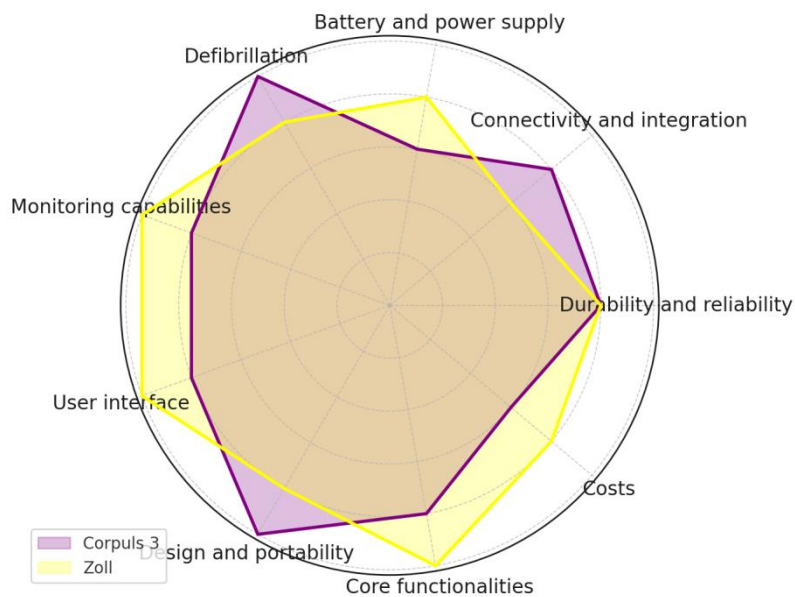 Battery and power supply
Defibrillation
Connectivity and integration
Monitoring capabilities
Durability and reliability
User interface
Costs
Corpuls 3
Zoll
Design and portability
Core functionalities